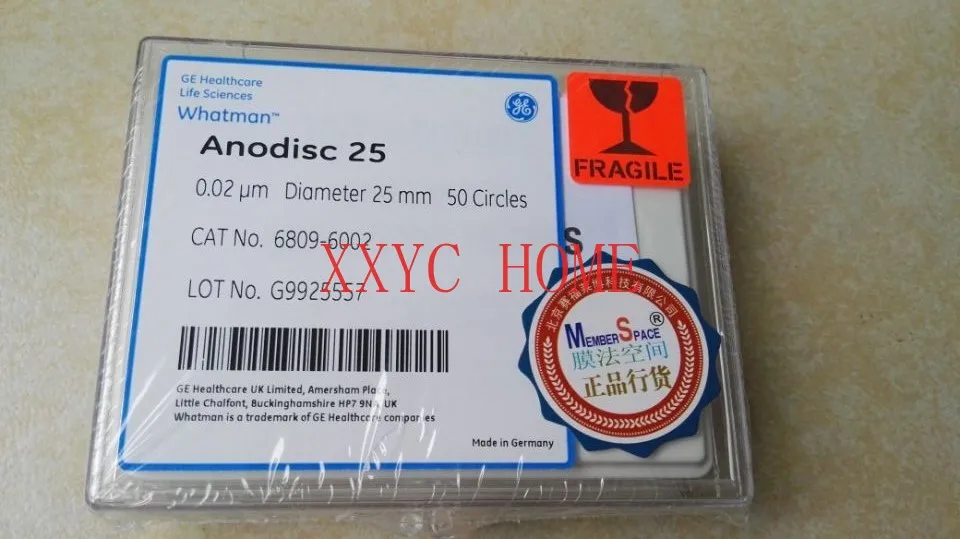 GE Healthcare
Life Sciences
Whatman™
GE
Anodisc 25
0.02 µm Diameter 25 mm 50 Circles
CAT No. 6809-6002
LOT No. G9925557
GE Healthcare UK Limited, Amersham Place,
Little Chalfont, Buckinghamshire HP7 9NA UK
Whatman is a trademark of GE Healthcare companies
Made in Germany
FRAGILE
S
XXYC HOME
MEMBERSPACE®
膜法空间
正品行货